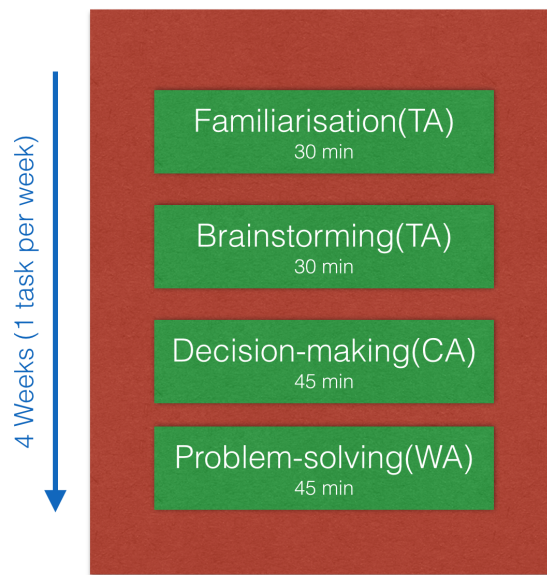 4 Weeks (1 task per week)
Familiarisation(TA)
30 min
Brainstorming(TA)
30 min
Decision-making(CA)
45 min
Problem-solving(WA)
45 min